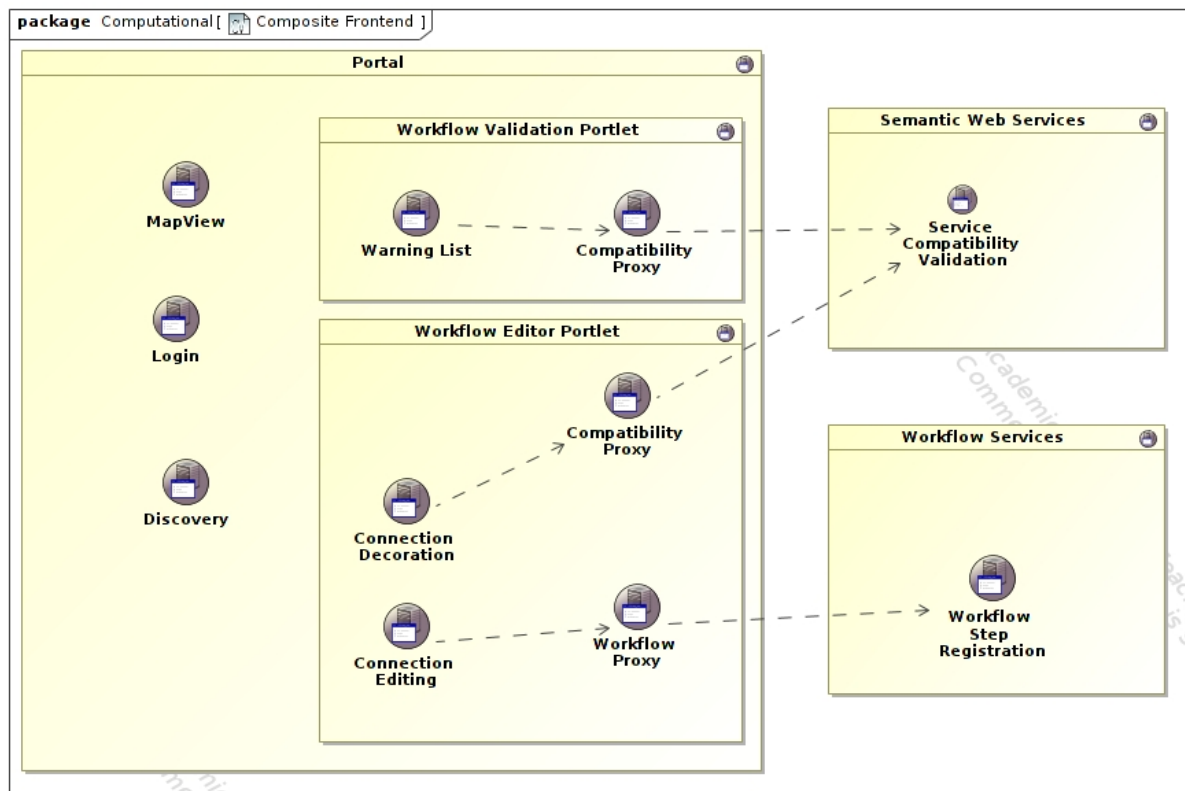 package Computational[ Composite Frontend ]
Portal
Workflow Validation Portlet
Semantic Web Services
MapView
Warning List
Compatibility
Proxy
Service
Compatibility
Validation
Login
Workflow Editor Portlet
Compatibility
Proxy
Workflow Services
Discovery
Connection
Decoration
Connection
Editing
Workflow
Proxy
Workflow
Step
Registration